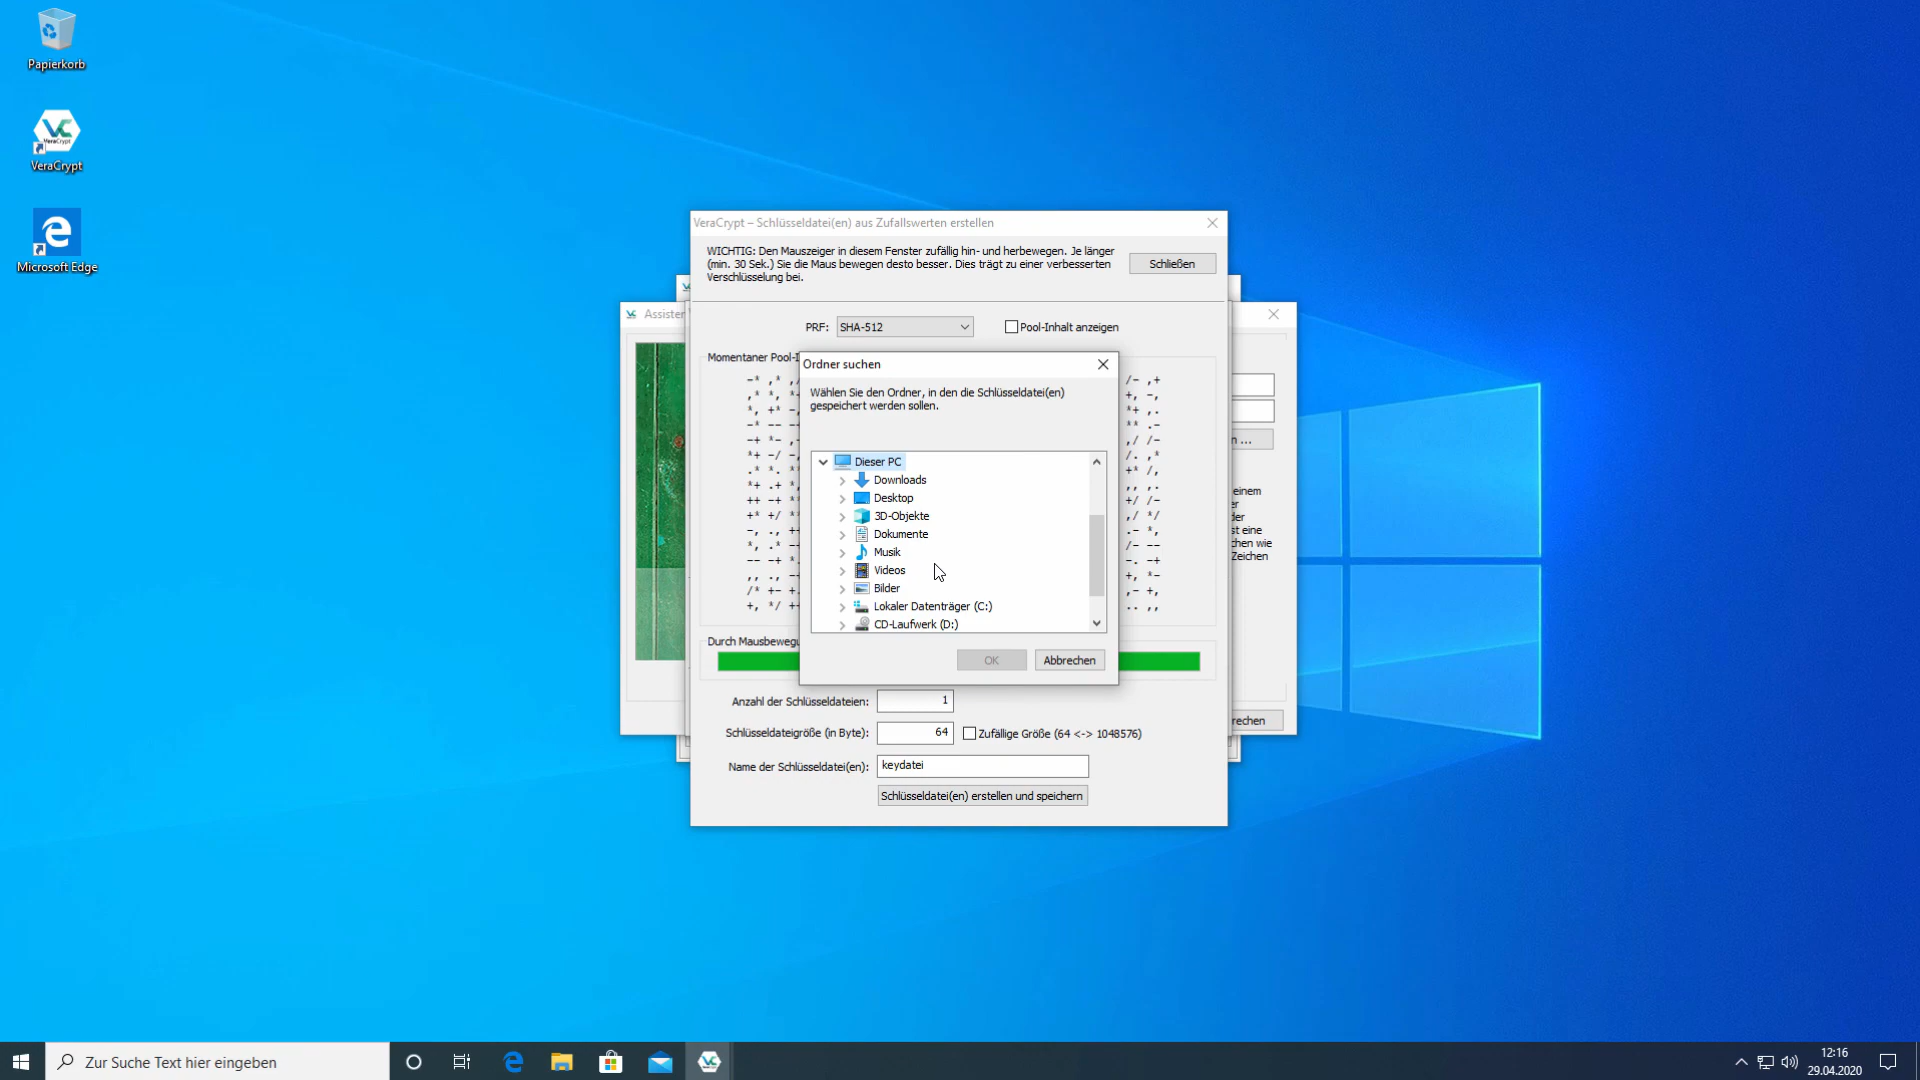 Papierkorb
VeraCrypt
Microsoft Edge
VeraCrypt – Schlüsseldatei(en) aus Zufallswerten erstellen
WICHTIG: Den Mauszeiger in diesem Fenster zufällig hin- und herbewegen. Je länger
(min. 30 Sek.) Sie die Maus bewegen desto besser. Dies trägt zu einer verbesserten
Verschlüsselung bei.
Schließen
Assisten
PRF: SHA-512
Pool-Inhalt anzeigen
Momentaner Pool-I
Ordner suchen
Wählen Sie den Ordner, in den die Schlüsseldatei(en)
gespeichert werden sollen.
Dieser PC
Downloads
Desktop
3D-Objekte
Dokumente
Musik
Videos
Bilder
Lokaler Datenträger (C:)
CD-Laufwerk (D:)
OK
Abbrechen
n ...
einem
der
st eine
chen wie
Zeichen
rechen
Durch Mausbewegu
Anzahl der Schlüsseldateien: 1
Schlüsseldateigröße (in Byte): 64
Zufällige Größe (64 <-> 1048576)
Name der Schlüsseldatei(en): keydatei
Schlüsseldatei(en) erstellen und speichern
Zur Suche Text hier eingeben
12:16
29.04.2020